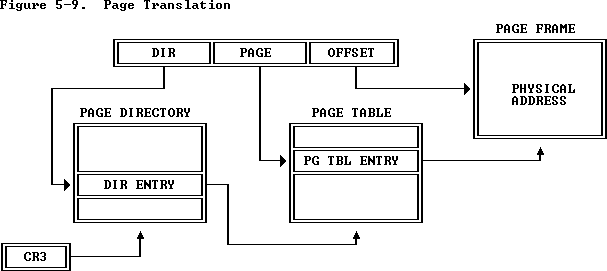 Figure 5-9. Page Translation
PAGE FRAME
DIR PAGE OFFSET
PHYSICAL
ADDRESS
PAGE DIRECTORY PAGE TABLE
PG TBL ENTRY
DIR ENTRY
CR3